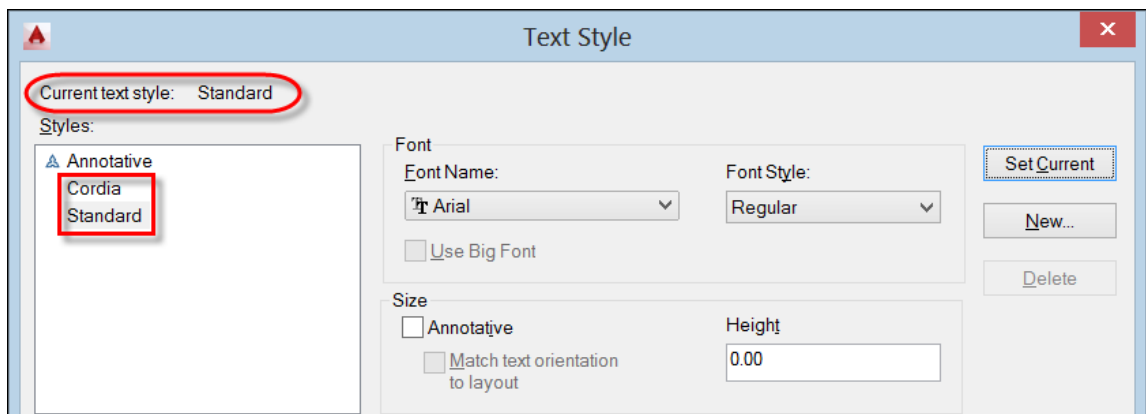 Text Style
Current text style: Standard
Styles:
Annotative
Cordia
Standard
Font
Font Name:
Arial
Use Big Font
Font Style:
Regular
Size
Annotative
Match text orientation
to layout
Height
0.00
Set Current
New...
Delete